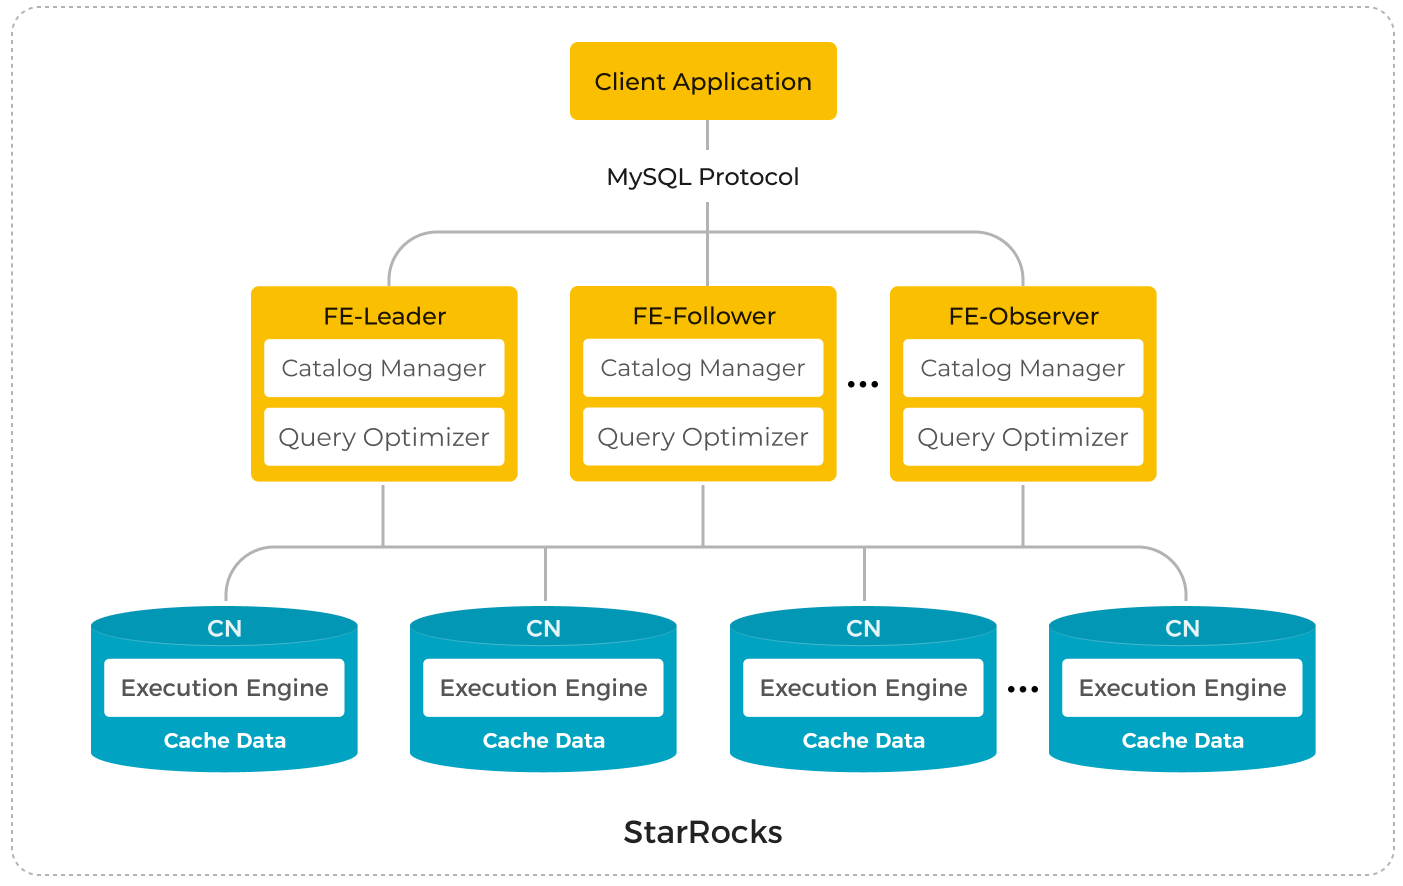 Client Application
MySQL Protocol
FE-Leader
Catalog Manager
Query Optimizer
FE-Follower
Catalog Manager
Query Optimizer
...
FE-Observer
Catalog Manager
Query Optimizer
CN
Execution Engine
Cache Data
CN
Execution Engine
Cache Data
CN
Execution Engine
Cache Data
...
CN
Execution Engine
Cache Data
StarRocks